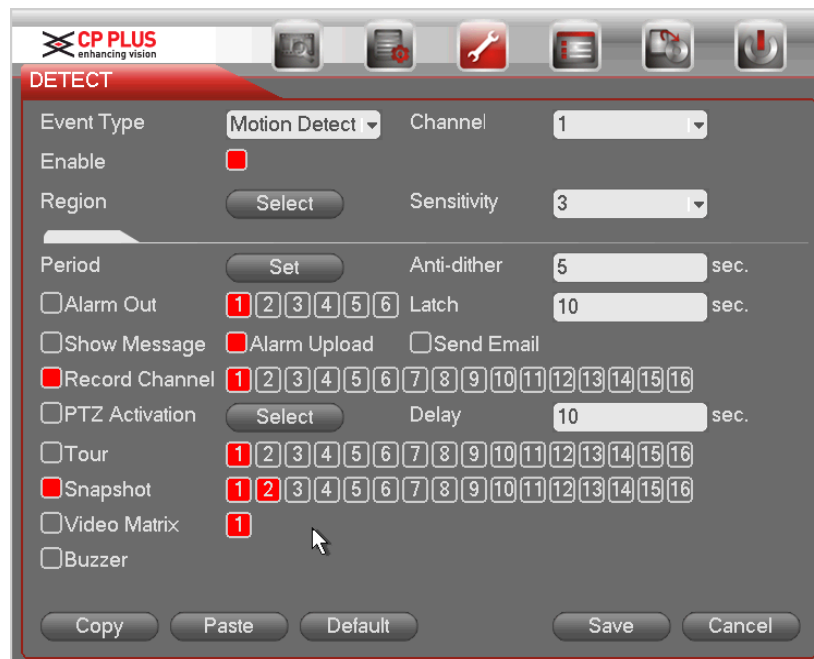 CP PLUS
enhancing vision
DETECT
Event Type Motion Detect Channel 1
Enable
Region Select Sensitivity 3
Period Set Anti-dither 5 sec.
Alarm Out 1 2 3 4 5 6 Latch 10 sec.
Show Message Alarm Upload Send Email
Record Channel 1 2 3 4 5 6 7 8 9 10 11 12 13 14 15 16
PTZ Activation Select Delay 10 sec.
Tour 1 2 3 4 5 6 7 8 9 10 11 12 13 14 15 16
Snapshot 1 2 3 4 5 6 7 8 9 10 11 12 13 14 15 16
Video Matrix 1
Buzzer
Copy Paste Default Save Cancel